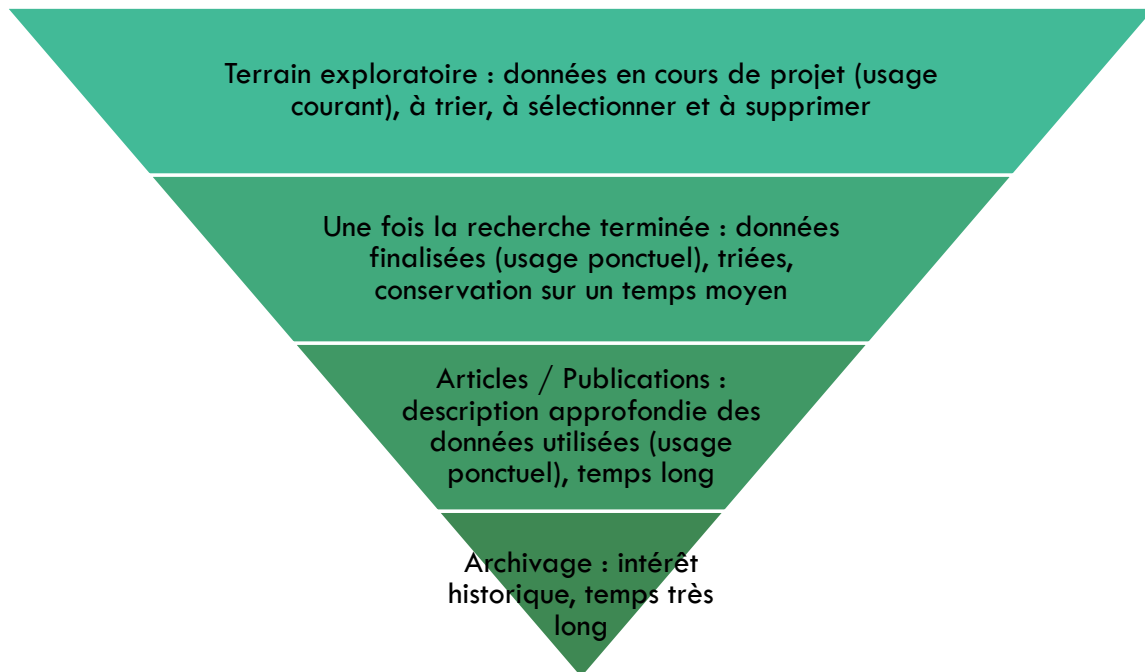 Terrain exploratoire : données en cours de projet (usage
courant), à trier, à sélectionner et à supprimer
Une fois la recherche terminée : données
finalisées (usage ponctuel), triées,
conservation sur un temps moyen
Articles / Publications :
description approfondie des
données utilisées (usage
ponctuel), temps long
Archivage : intérêt
historique, temps très
long